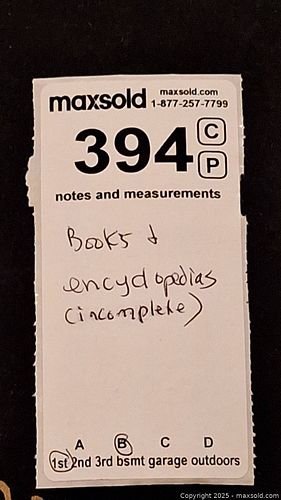 maxsold maxsold.com
1-877-257-7799
394 C
P
notes and measurements
Books &
encyclopedias
(incomplete)
A B C D
1st 2nd 3rd bsmt garage outdoors
Copyright 2025 - maxsold.com